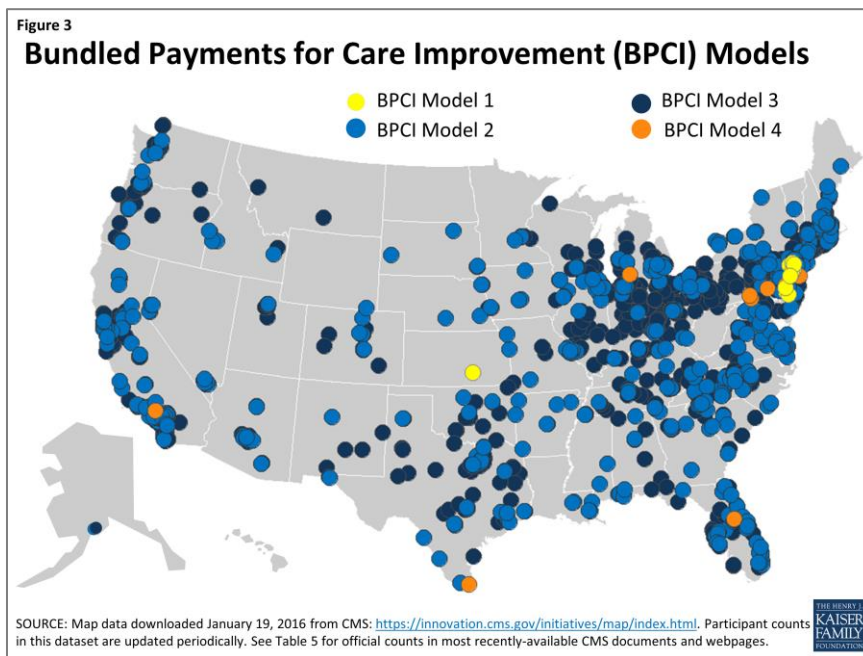 Figure 3
Bundled Payments for Care Improvement (BPCI) Models
BPCI Model 1
BPCI Model 3
BPCI Model 2
BPCI Model 4
SOURCE: Map data downloaded January 19, 2016 from CMS: https://innovation.cms.gov/initiatives/map/index.html. Participant counts
in this dataset are updated periodically. See Table 5 for official counts in most recently-available CMS documents and webpages.
THE HENRY J.
KAISER
FAMILY
FOUNDATION